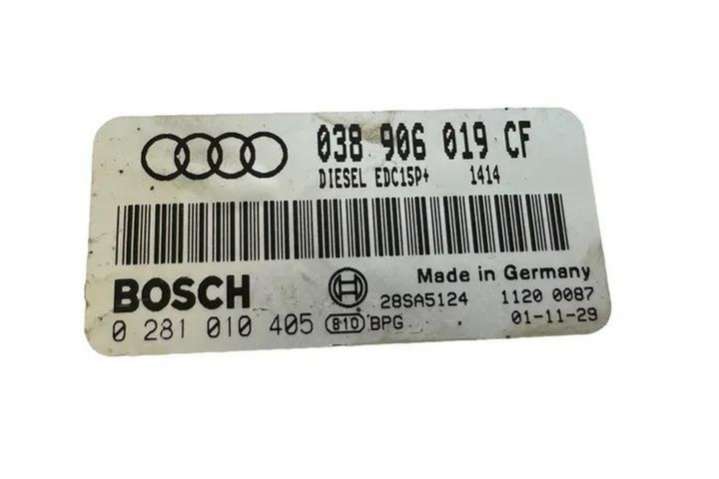 038 906 019 CF
DIESEL EDC15P+ 1414
BOSCH
Made in Germany
28SA5124 1120 0087
0 281 010 405 810 BPG 01-11-29